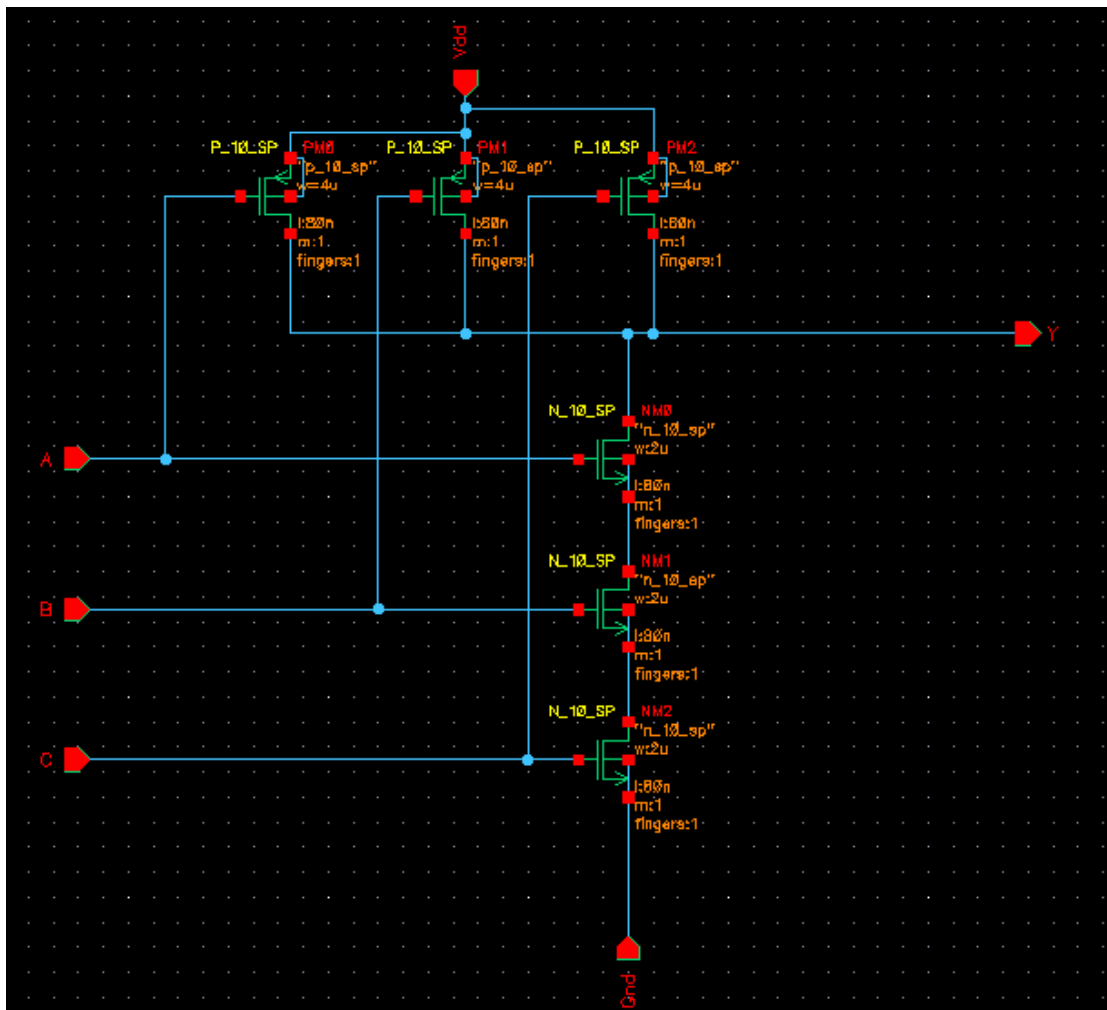 Vdd
P_10_SP PM0
"p_10_sp"
w=4u
l:80n
m:1
fingers:1
P_10_SP PM1
"p_10_sp"
w=4u
l:80n
m:1
fingers:1
P_10_SP PM2
"p_10_sp"
w=4u
l:80n
m:1
fingers:1
Y
N_10_SP NM0
"n_10_sp"
w:2u
A
l:80n
m:1
fingers:1
N_10_SP NM1
"n_10_sp"
w:2u
B
l:80n
m:1
fingers:1
N_10_SP NM2
"n_10_sp"
w:2u
C
l:80n
m:1
fingers:1
Gnd